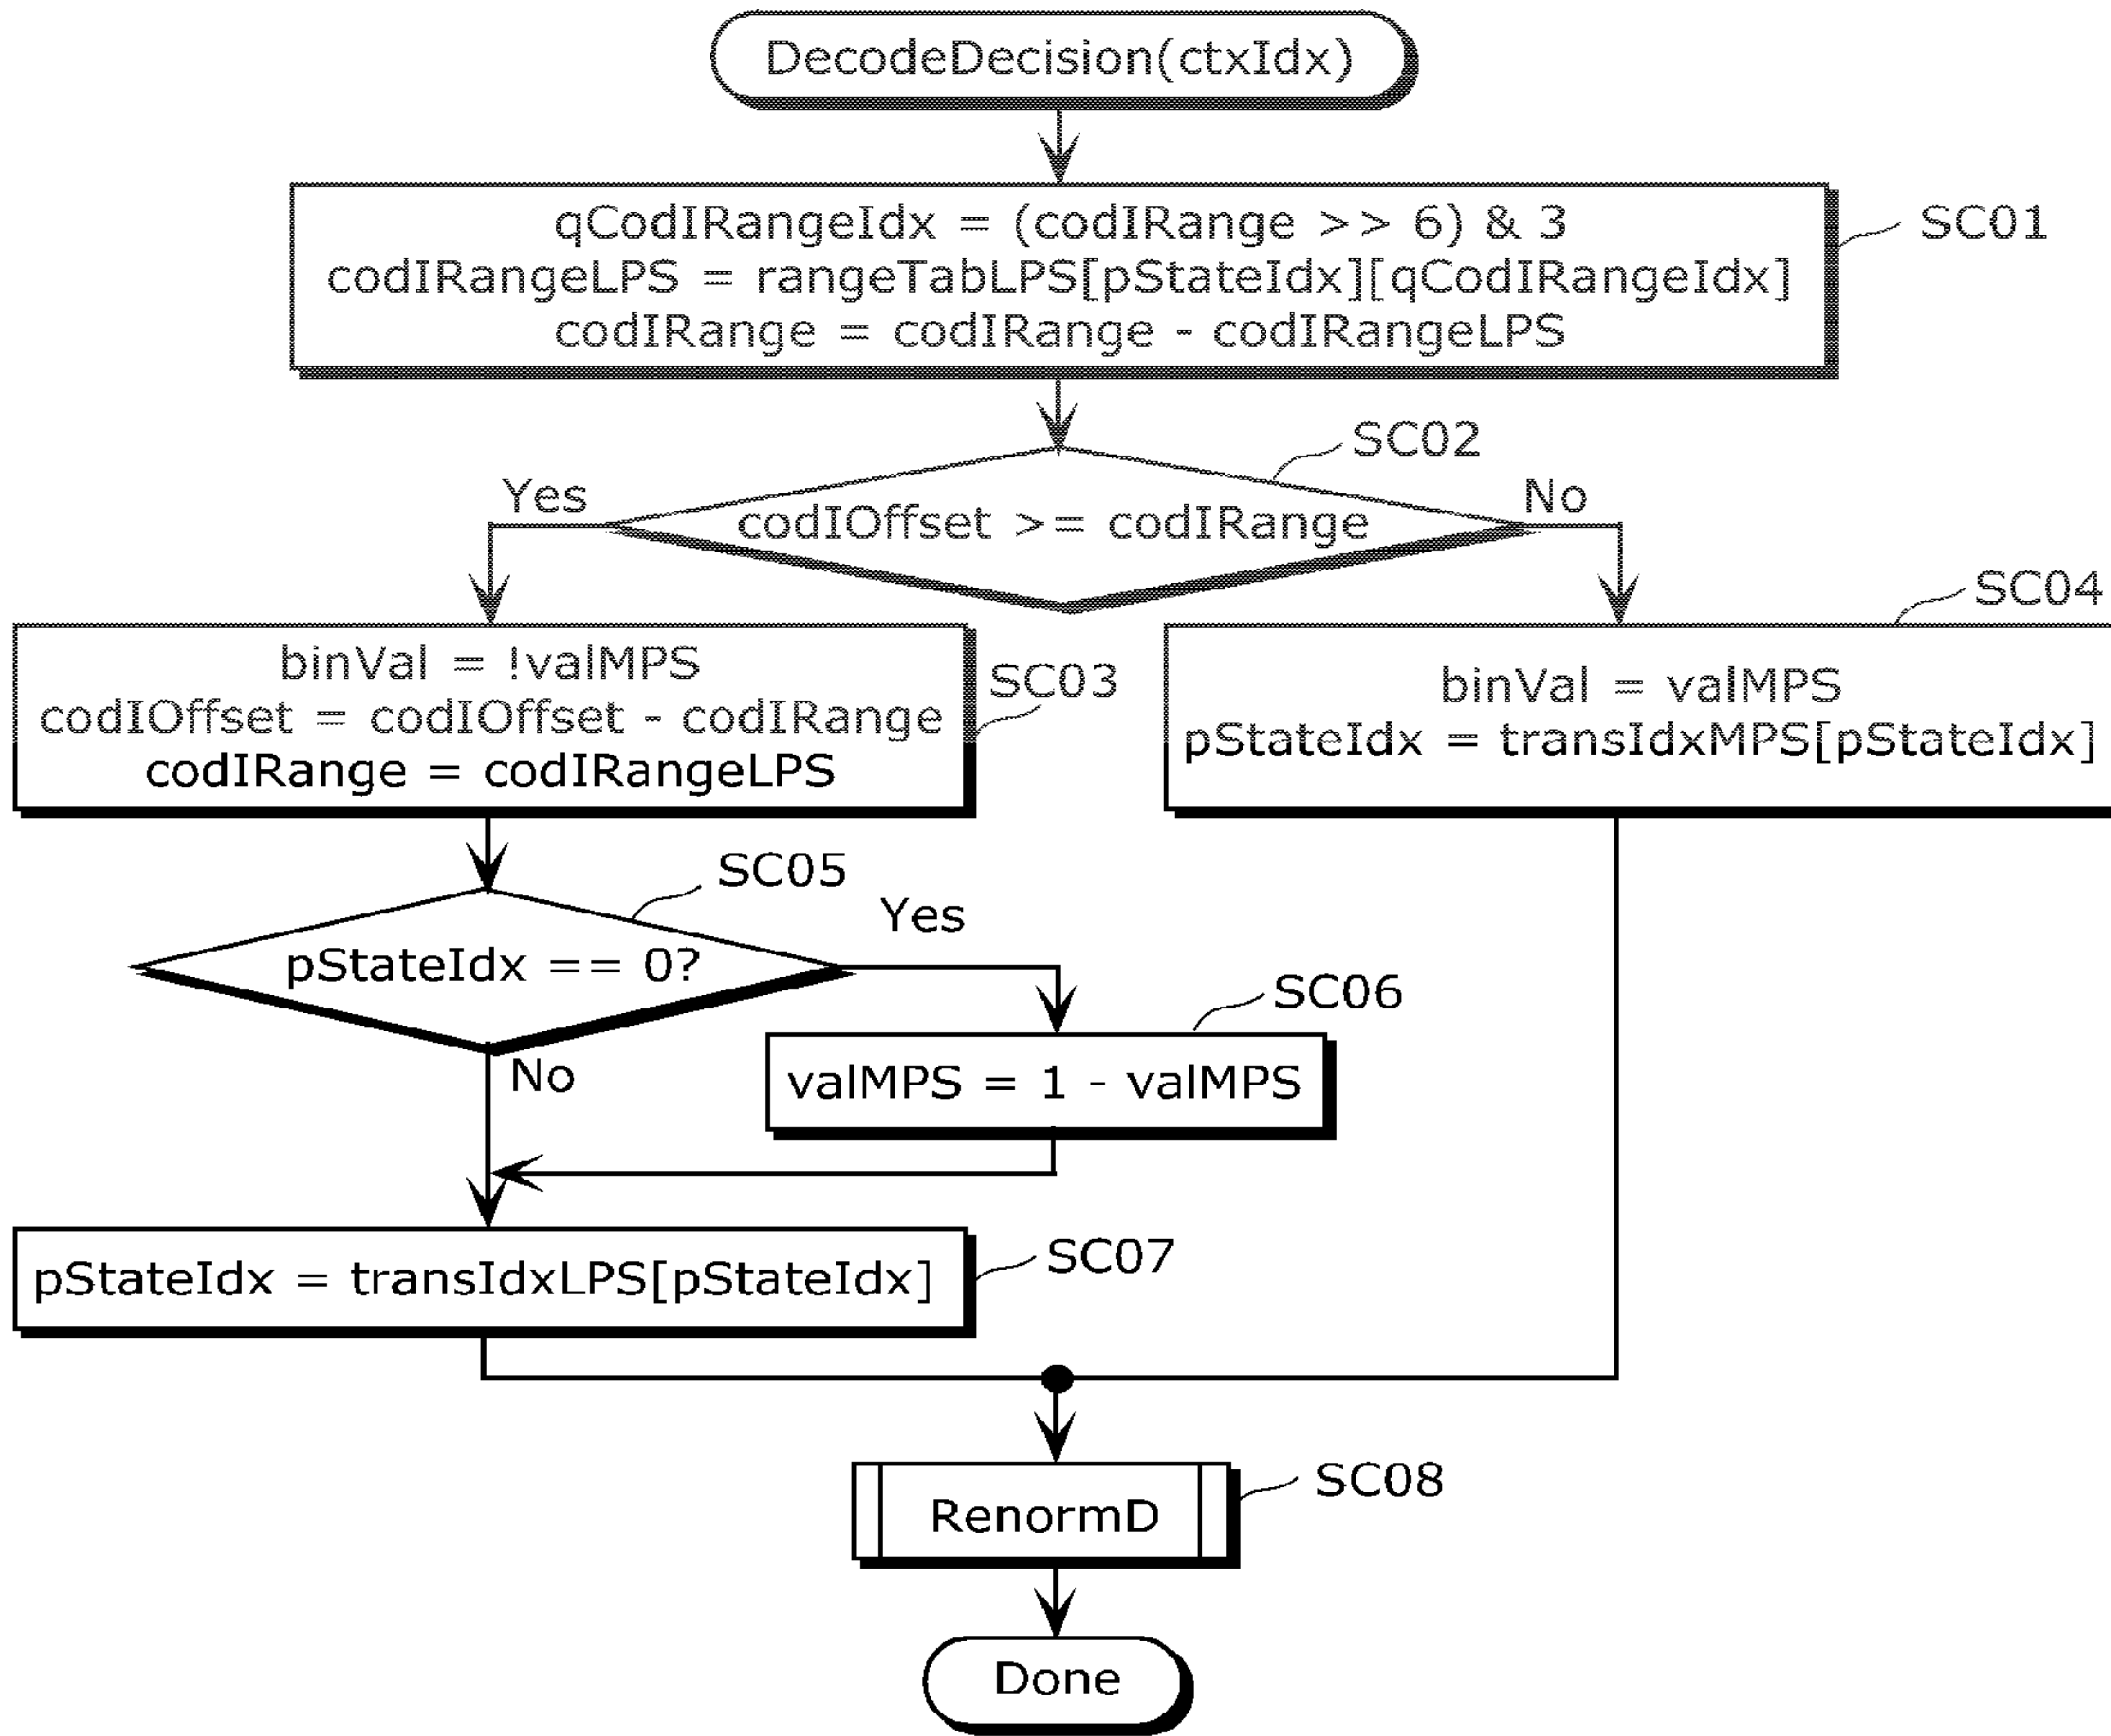 DecodeDecision(ctxIdx)
qCodIRangeIdx = (codIRange >> 6) & 3
codIRangeLPS = rangeTabLPS[pStateIdx][qCodIRangeIdx]
codIRange = codIRange - codIRangeLPS
SC01
SC02
codIOffset >= codIRange
Yes
No
SC03
binVal = !valMPS
codIOffset = codIOffset - codIRange
codIRange = codIRangeLPS
SC04
binVal = valMPS
pStateIdx = transIdxMPS[pStateIdx]
SC05
pStateIdx == 0?
Yes
No
SC06
valMPS = 1 - valMPS
pStateIdx = transIdxLPS[pStateIdx]
SC07
RenormD
SC08
Done